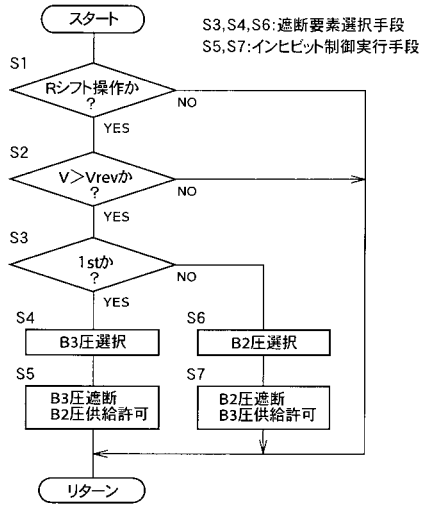 スタート
S3,S4,S6:遮断要素選択手段
S5,S7:インヒビット制御実行手段
S1
Rシフト操作か
?
NO
YES
S2
V>Vrevか
?
NO
YES
S3
1stか
?
NO
YES
S4
B3圧選択
S6
B2圧選択
S5
B3圧遮断
B2圧供給許可
S7
B2圧遮断
B3圧供給許可
リターン